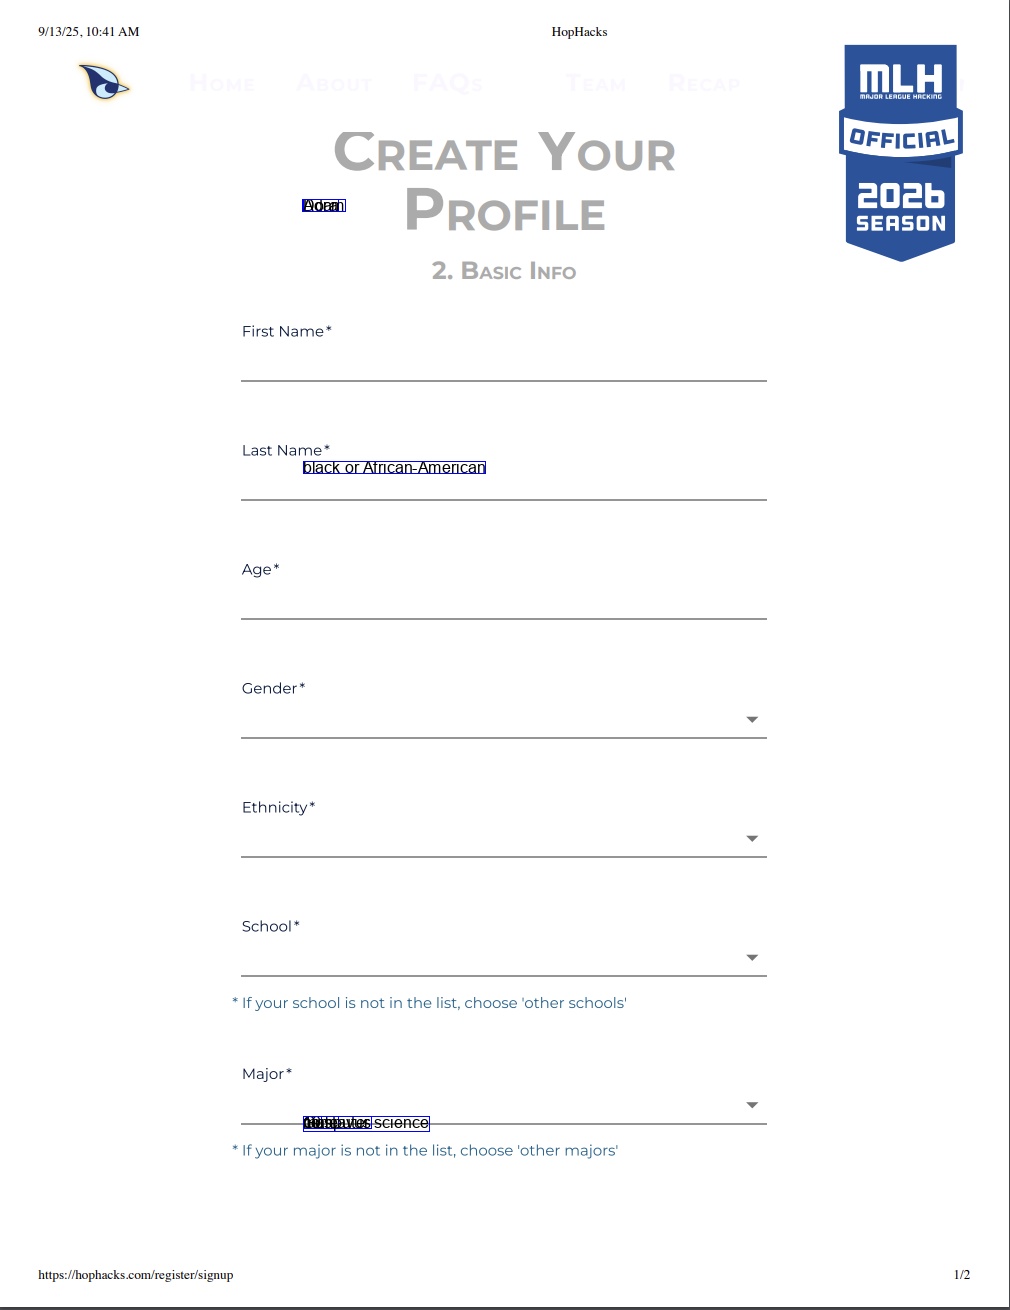 9/13/25, 10:41 AM HopHacks
Home About FAQs Team Recap
MLH
MAJOR LEAGUE HACKING
OFFICIAL
2026
SEASON
Create Your
Profile
2. Basic Info
First Name*
Last Name*
black or African-American
Age*
Gender*
Ethnicity*
School*
* If your school is not in the list, choose 'other schools'
Major*
science
* If your major is not in the list, choose 'other majors'
https://hophacks.com/register/signup 1/2